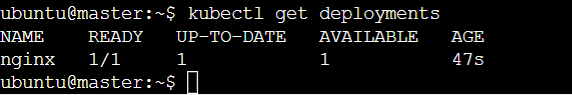 ubuntu@master:~$ kubectl get deployments
NAME    READY   UP-TO-DATE   AVAILABLE   AGE
nginx   1/1     1            1           47s
ubuntu@master:~$